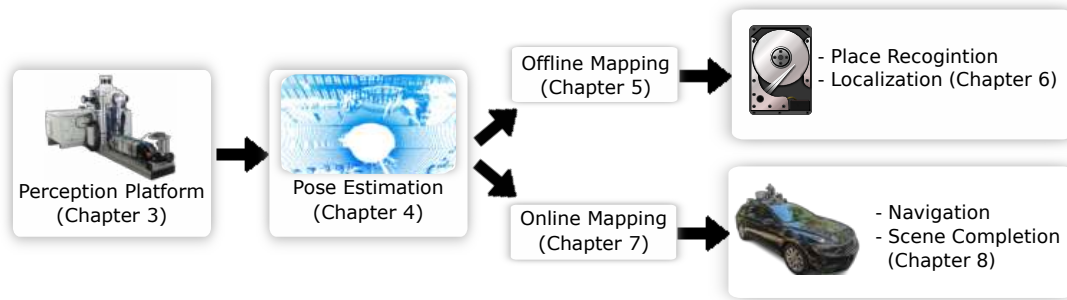 Perception Platform
(Chapter 3)
Pose Estimation
(Chapter 4)
Offline Mapping
(Chapter 5)
- Place Recogintion
- Localization (Chapter 6)
Online Mapping
(Chapter 7)
- Navigation
- Scene Completion
(Chapter 8)